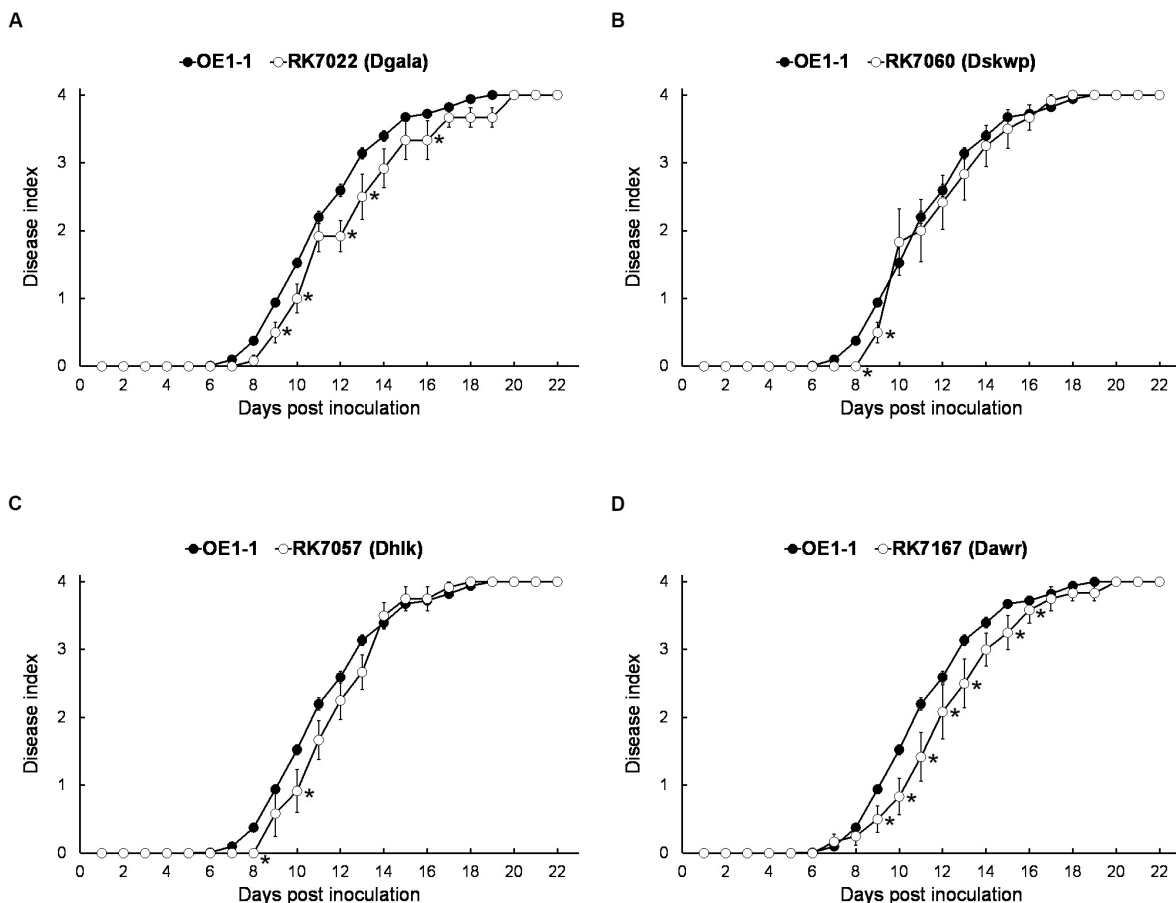 A
OE1-1 RK7022 (Dgala)
4
3
2
1
0
Disease index
*
*
*
*
*
0 2 4 6 8 10 12 14 16 18 20 22
Days post inoculation
B
OE1-1 RK7060 (Dskwp)
4
3
2
1
0
Disease index
*
*
0 2 4 6 8 10 12 14 16 18 20 22
Days post inoculation
C
OE1-1 RK7057 (Dhlk)
4
3
2
1
0
Disease index
*
*
0 2 4 6 8 10 12 14 16 18 20 22
Days post inoculation
D
OE1-1 RK7167 (Dawr)
4
3
2
1
0
Disease index
*
*
*
*
*
*
*
0 2 4 6 8 10 12 14 16 18 20 22
Days post inoculation